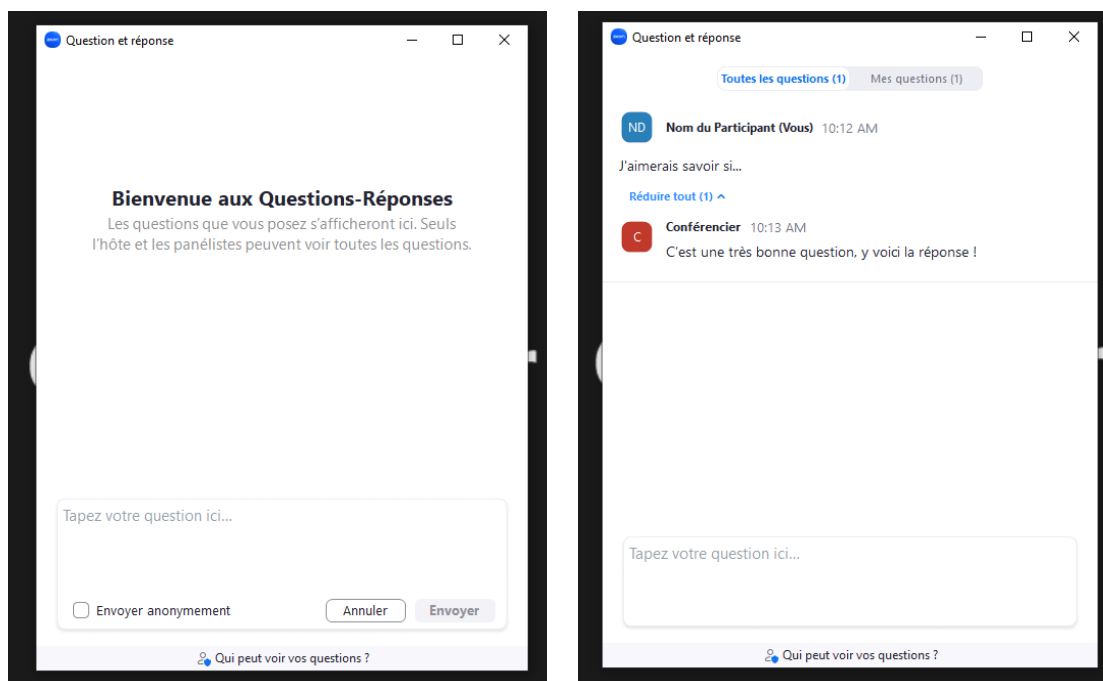 Question et réponse
Bienvenue aux Questions-Réponses
Les questions que vous posez s'afficheront ici. Seuls
l'hôte et les panélistes peuvent voir toutes les questions.
Tapez votre question ici...
Envoyer anonymement
Annuler
Envoyer
Qui peut voir vos questions ?
Question et réponse
Toutes les questions (1)
Mes questions (1)
ND
Nom du Participant (Vous) 10:12 AM
J'aimerais savoir si...
Réduire tout (1)
C
Conférencier 10:13 AM
C'est une très bonne question, y voici la réponse !
Tapez votre question ici...
Qui peut voir vos questions ?